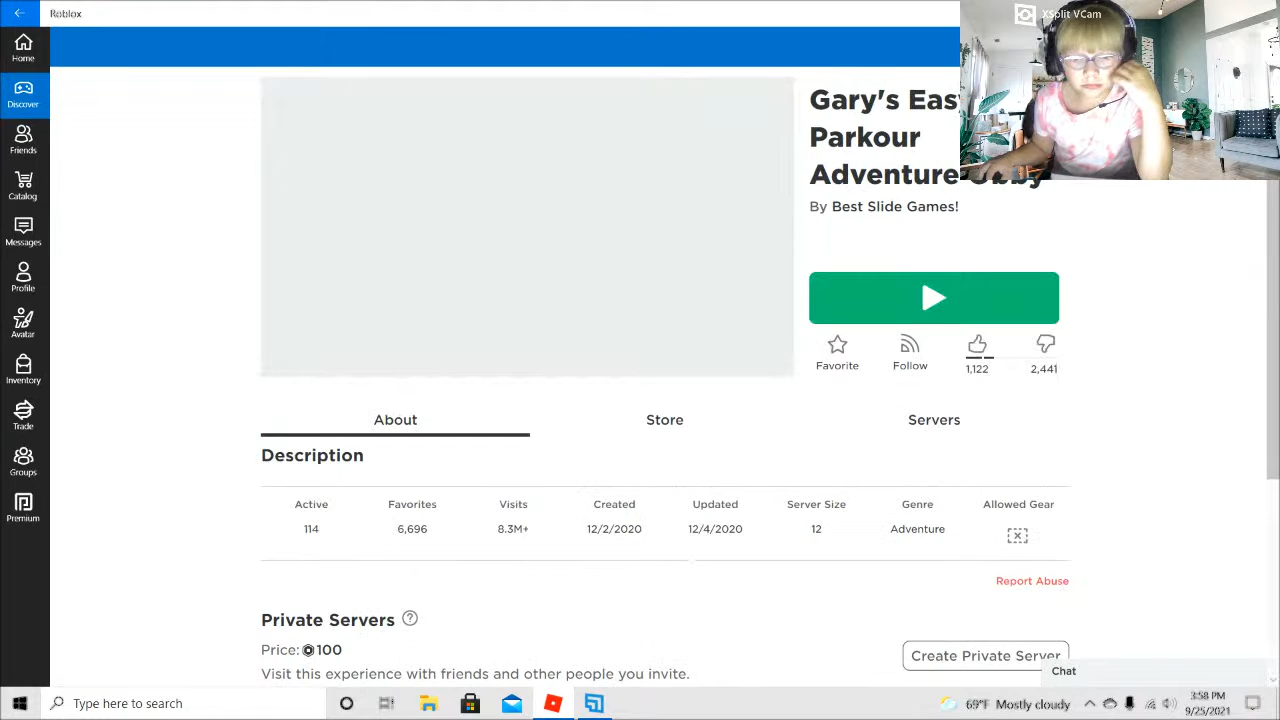 Roblox
XSplit VCam
Home
Discover
Friends
Catalog
Messages
Profile
Avatar
Inventory
Trade
Groups
Premium
Gary's Easy
Parkour
Adventure Obby
By Best Slide Games!
Favorite
Follow
1,122
2,441
About
Store
Servers
Description
Active Favorites Visits Created Updated Server Size Genre Allowed Gear
114 6,696 8.3M+ 12/2/2020 12/4/2020 12 Adventure
Report Abuse
Private Servers ?
Price: 100
Create Private Server
Visit this experience with friends and other people you invite.
Chat
Type here to search
69°F Mostly cloudy
3:58 PM
9/25/2021